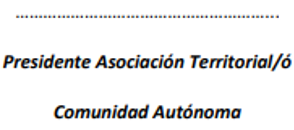 ........................................................
Presidente Asociación Territorial/ó
Comunidad Autónoma